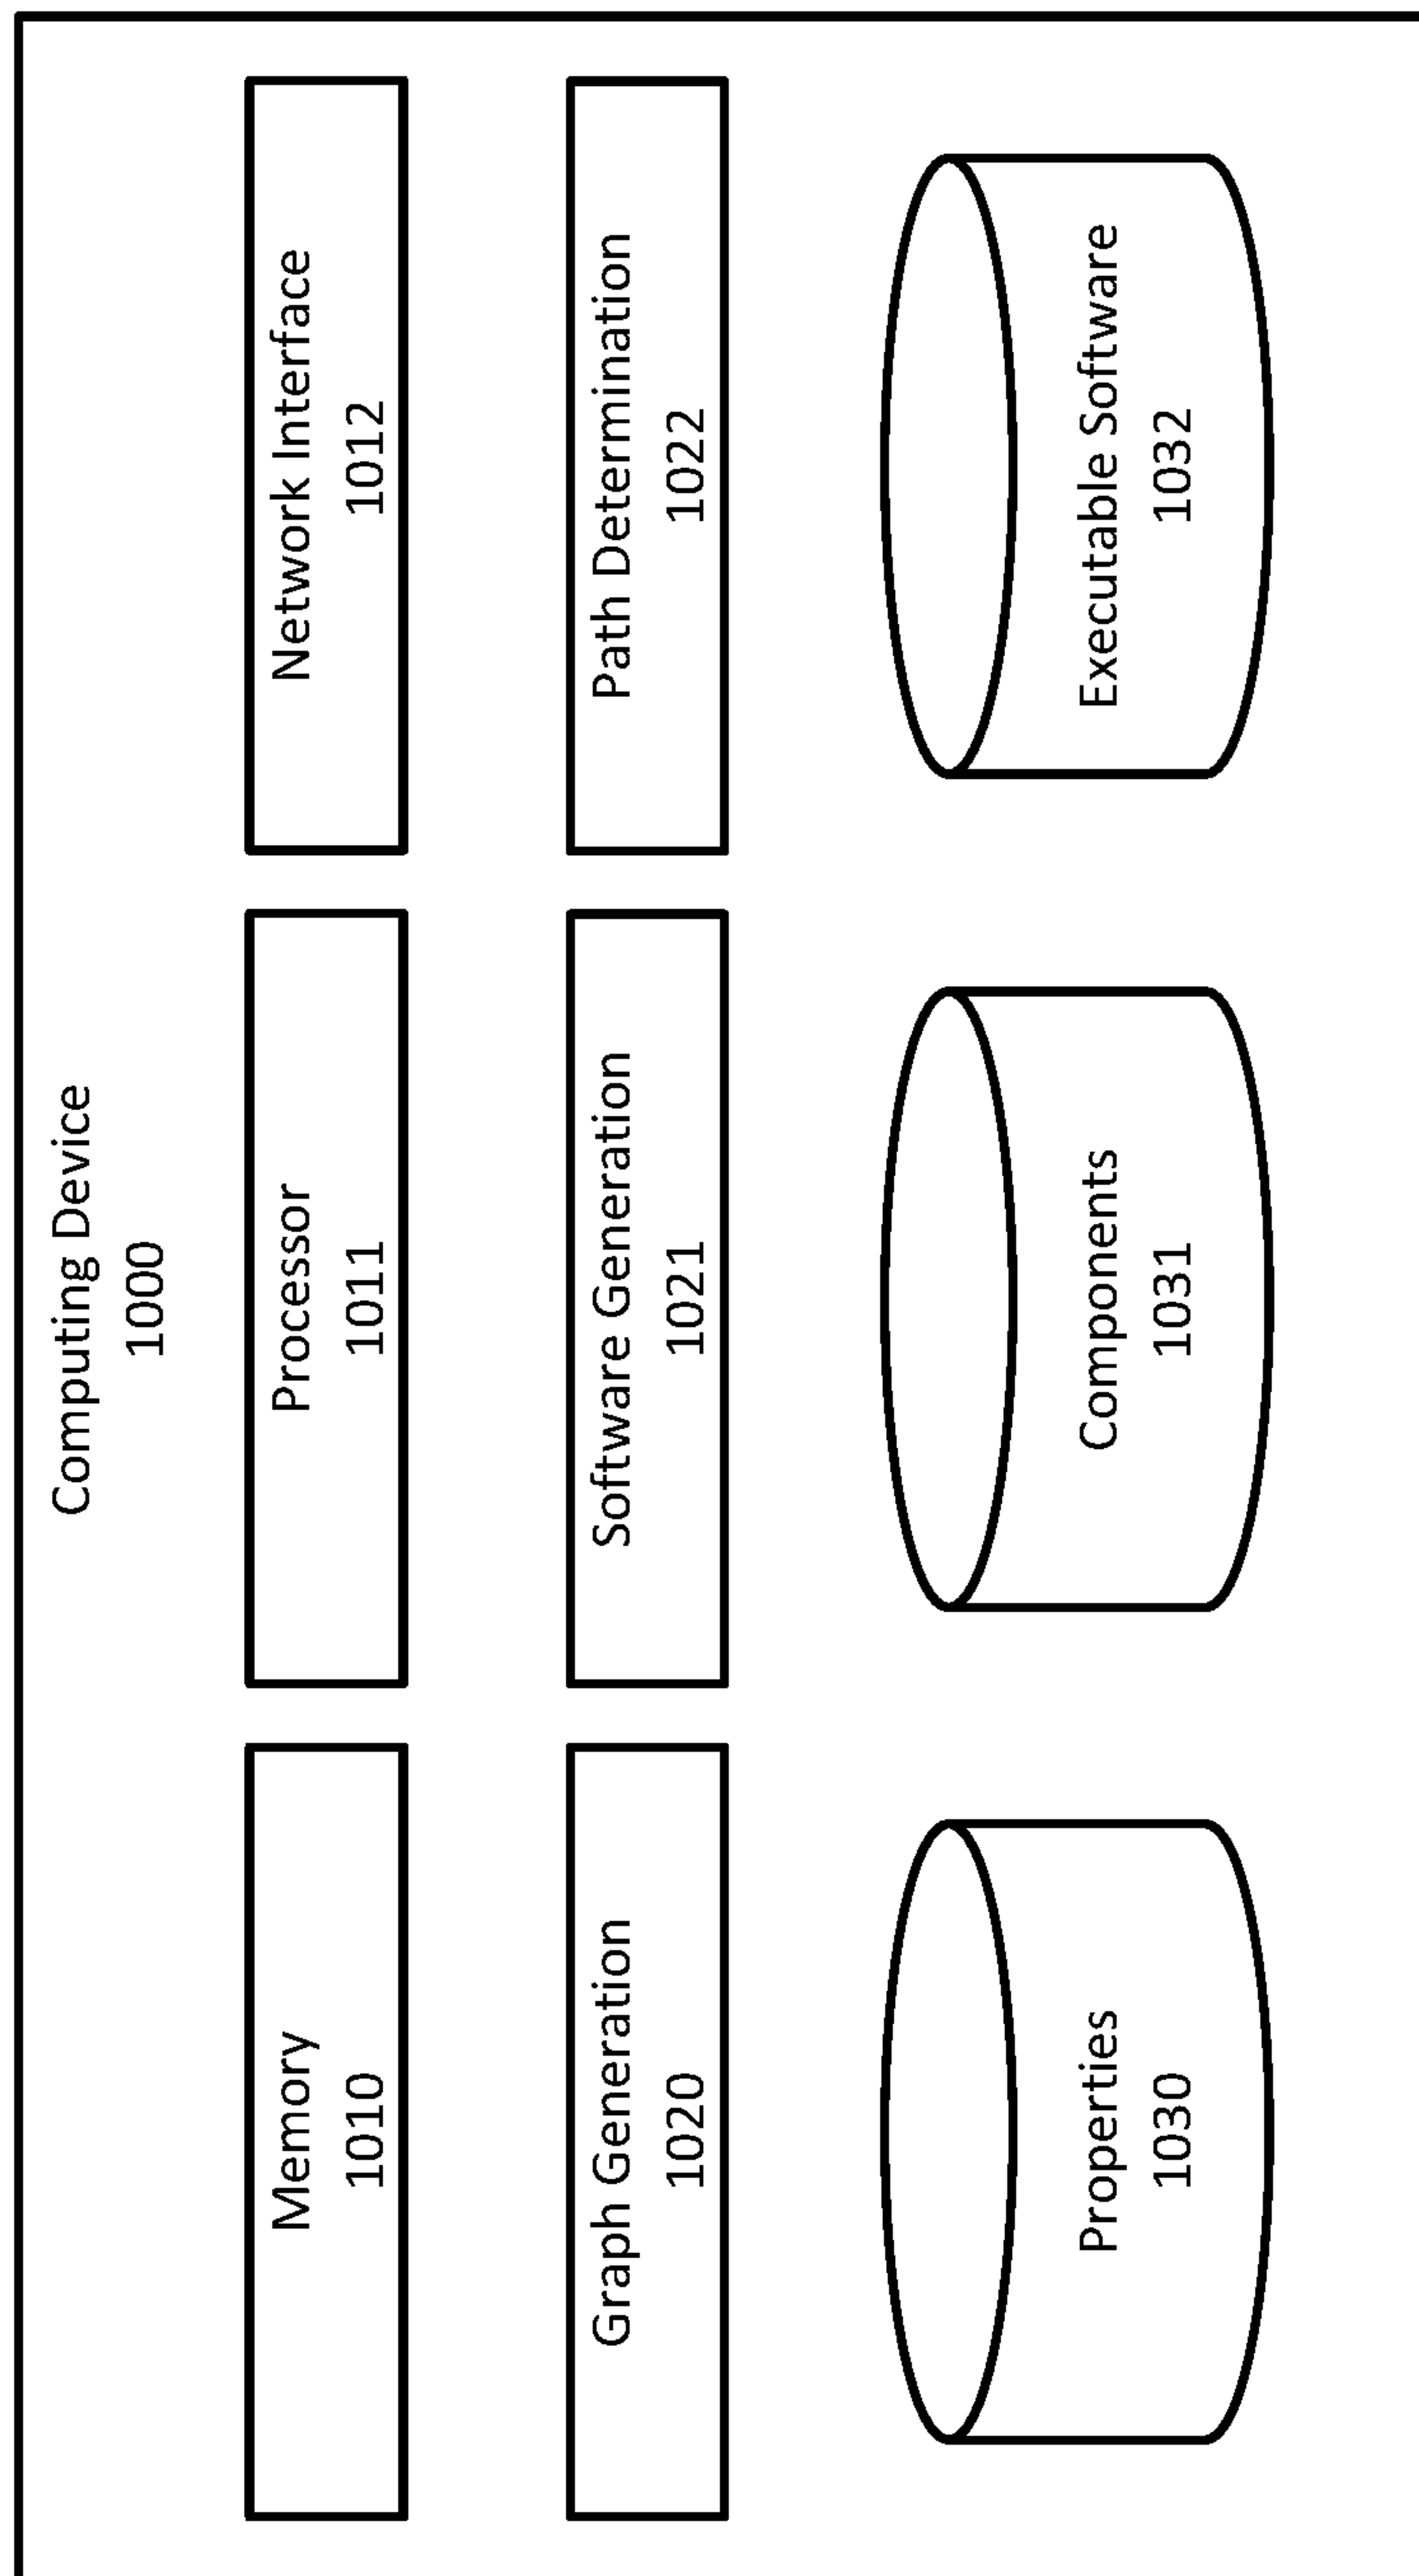 Computing Device
1000
Memory
1010
Processor
1011
Network Interface
1012
Graph Generation
1020
Software Generation
1021
Path Determination
1022
Properties
1030
Components
1031
Executable Software
1032